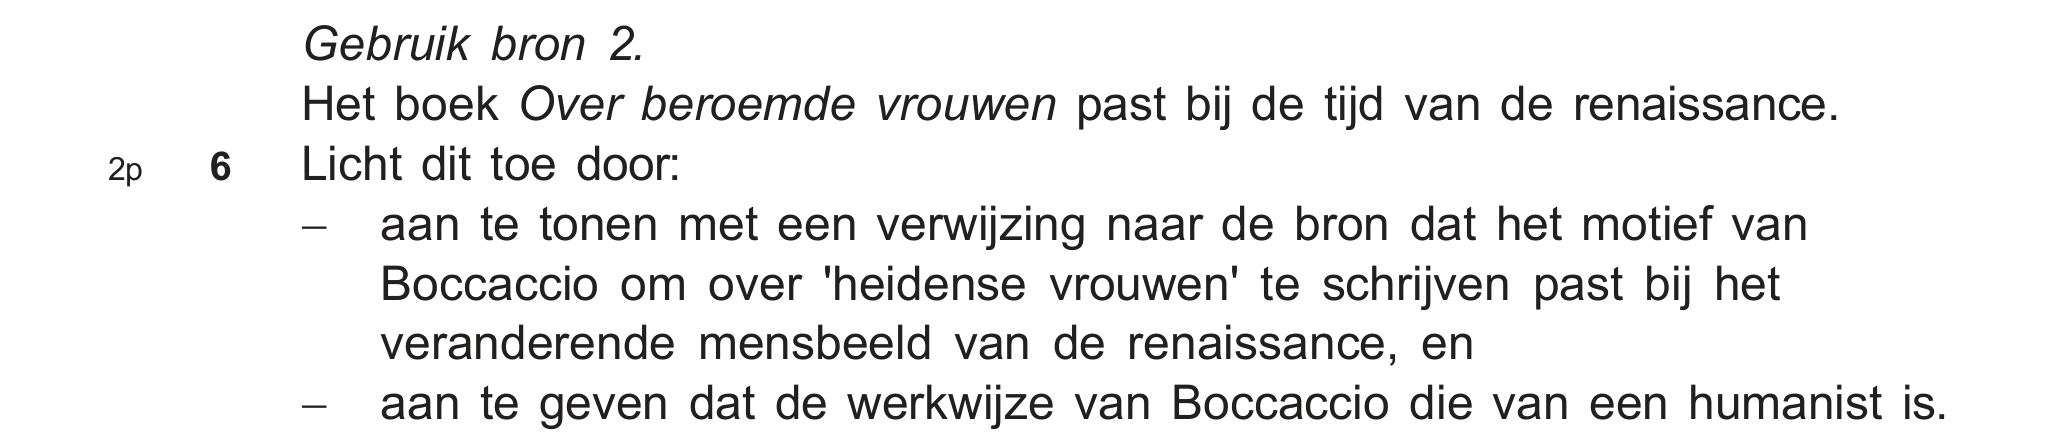 Gebruik bron 2.
Het boek Over beroemde vrouwen past bij de tijd van de renaissance.
2p 6 Licht dit toe door:
– aan te tonen met een verwijzing naar de bron dat het motief van
Boccaccio om over 'heidense vrouwen' te schrijven past bij het
veranderende mensbeeld van de renaissance, en
– aan te geven dat de werkwijze van Boccaccio die van een humanist is.